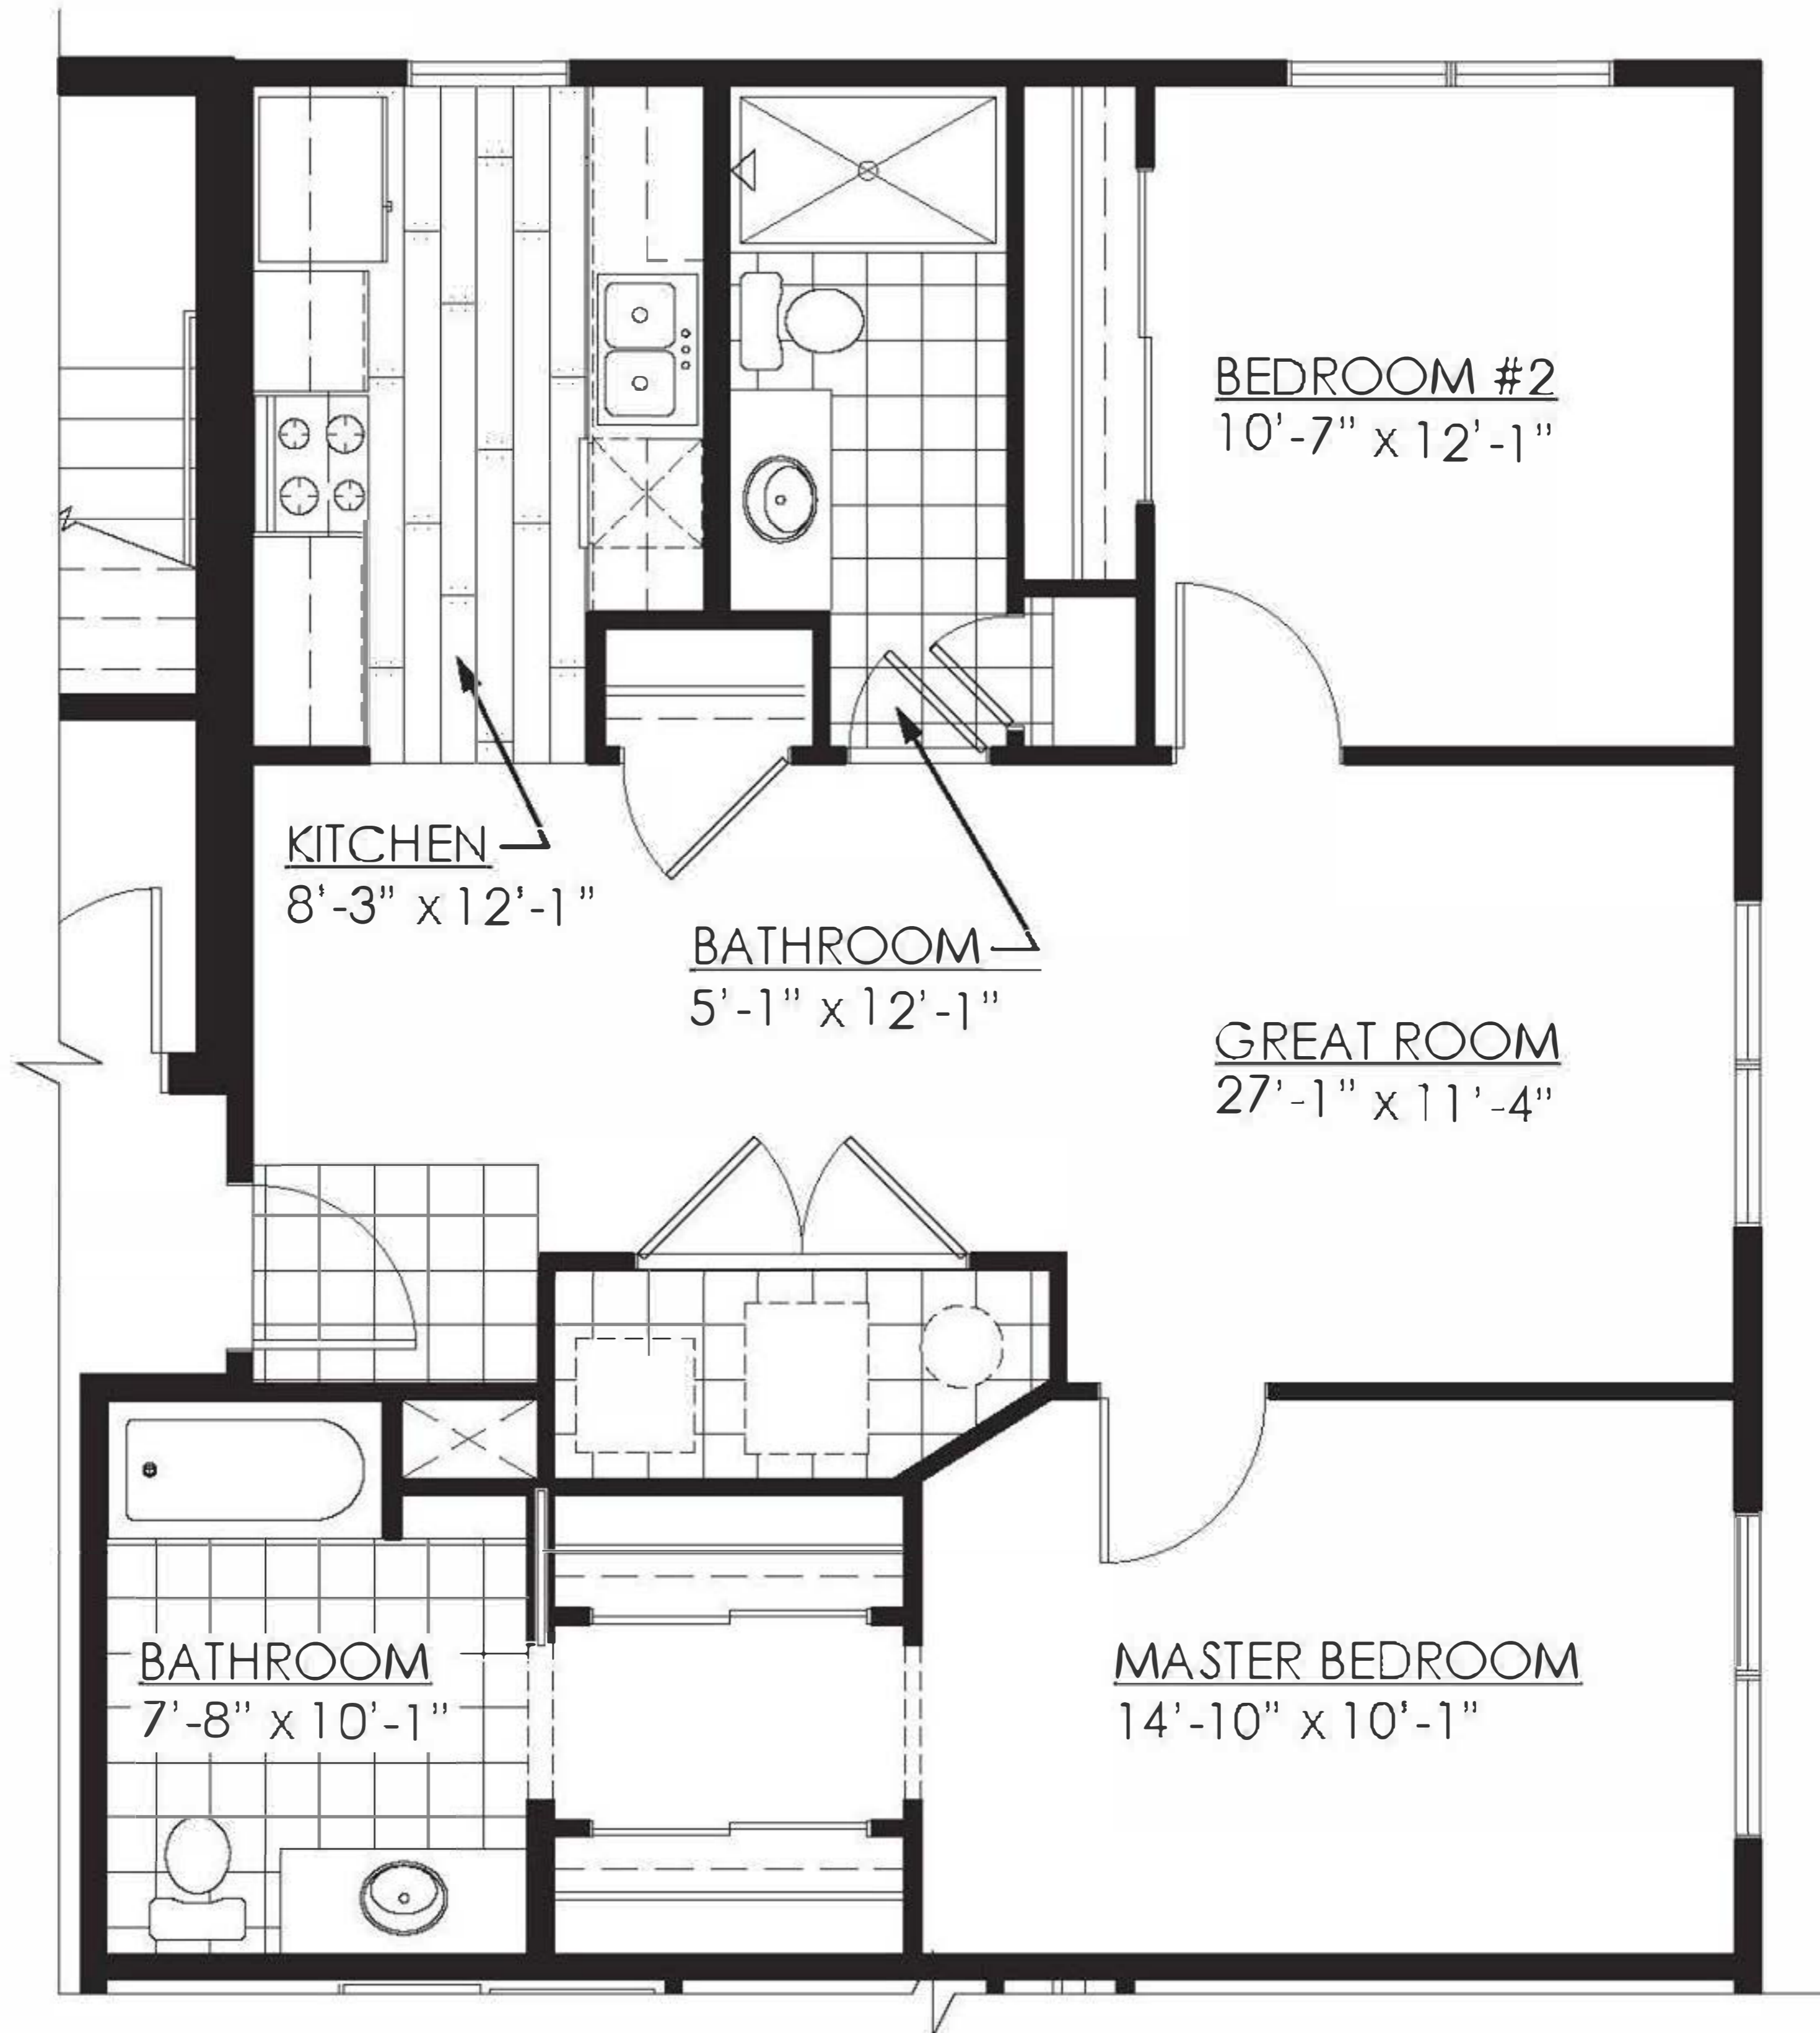 BEDROOM #2
10'-7" x 12'-1"
KITCHEN
8'-3" x 12'-1"
BATHROOM
5'-1" x 12'-1"
GREAT ROOM
27'-1" x 11'-4"
BATHROOM
7'-8" x 10'-1"
MASTER BEDROOM
14'-10" x 10'-1"